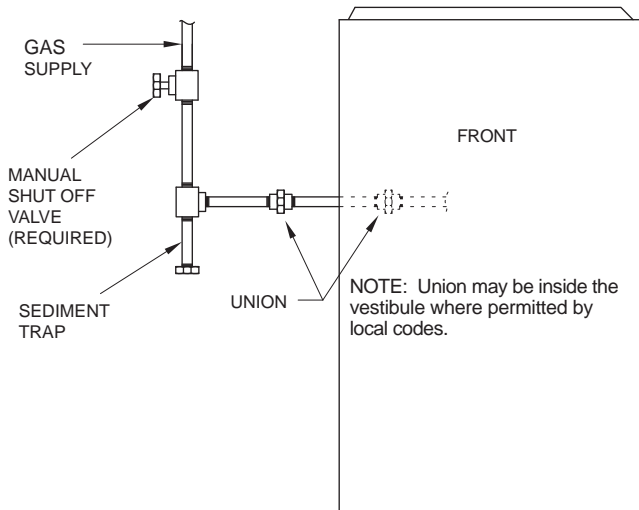 GAS
SUPPLY
MANUAL
SHUT OFF
VALVE
(REQUIRED)
SEDIMENT
TRAP
UNION
FRONT
NOTE: Union may be inside the
vestibule where permitted by
local codes.